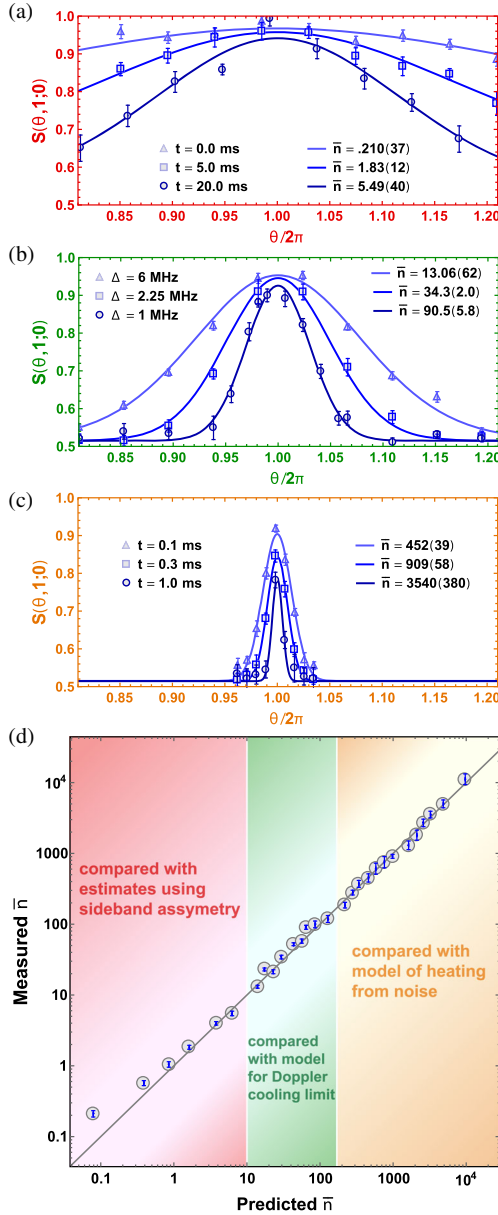 (a)
1.0
0.9
0.8
0.7
0.6
0.5
S(θ,1;0)
t = 0.0 ms
t = 5.0 ms
t = 20.0 ms
n̅ = .210(37)
n̅ = 1.83(12)
n̅ = 5.49(40)
0.85 0.90 0.95 1.00 1.05 1.10 1.15 1.20
θ/2π
(b)
1.0
0.9
0.8
0.7
0.6
0.5
S(θ,1;0)
Δ = 6 MHz
Δ = 2.25 MHz
Δ = 1 MHz
n̅ = 13.06(62)
n̅ = 34.3(2.0)
n̅ = 90.5(5.8)
0.85 0.90 0.95 1.00 1.05 1.10 1.15 1.20
θ/2π
(c)
1.0
0.9
0.8
0.7
0.6
0.5
S(θ,1;0)
t = 0.1 ms
t = 0.3 ms
t = 1.0 ms
n̅ = 452(39)
n̅ = 909(58)
n̅ = 3540(380)
0.85 0.90 0.95 1.00 1.05 1.10 1.15 1.20
θ/2π
(d)
10⁴
1000
100
10
1
0.1
Measured n̅
compared with
estimates using
sideband assymetry
compared
with model
for Doppler
cooling limit
compared with
model of heating
from noise
0.1 1 10 100 1000 10⁴
Predicted n̅